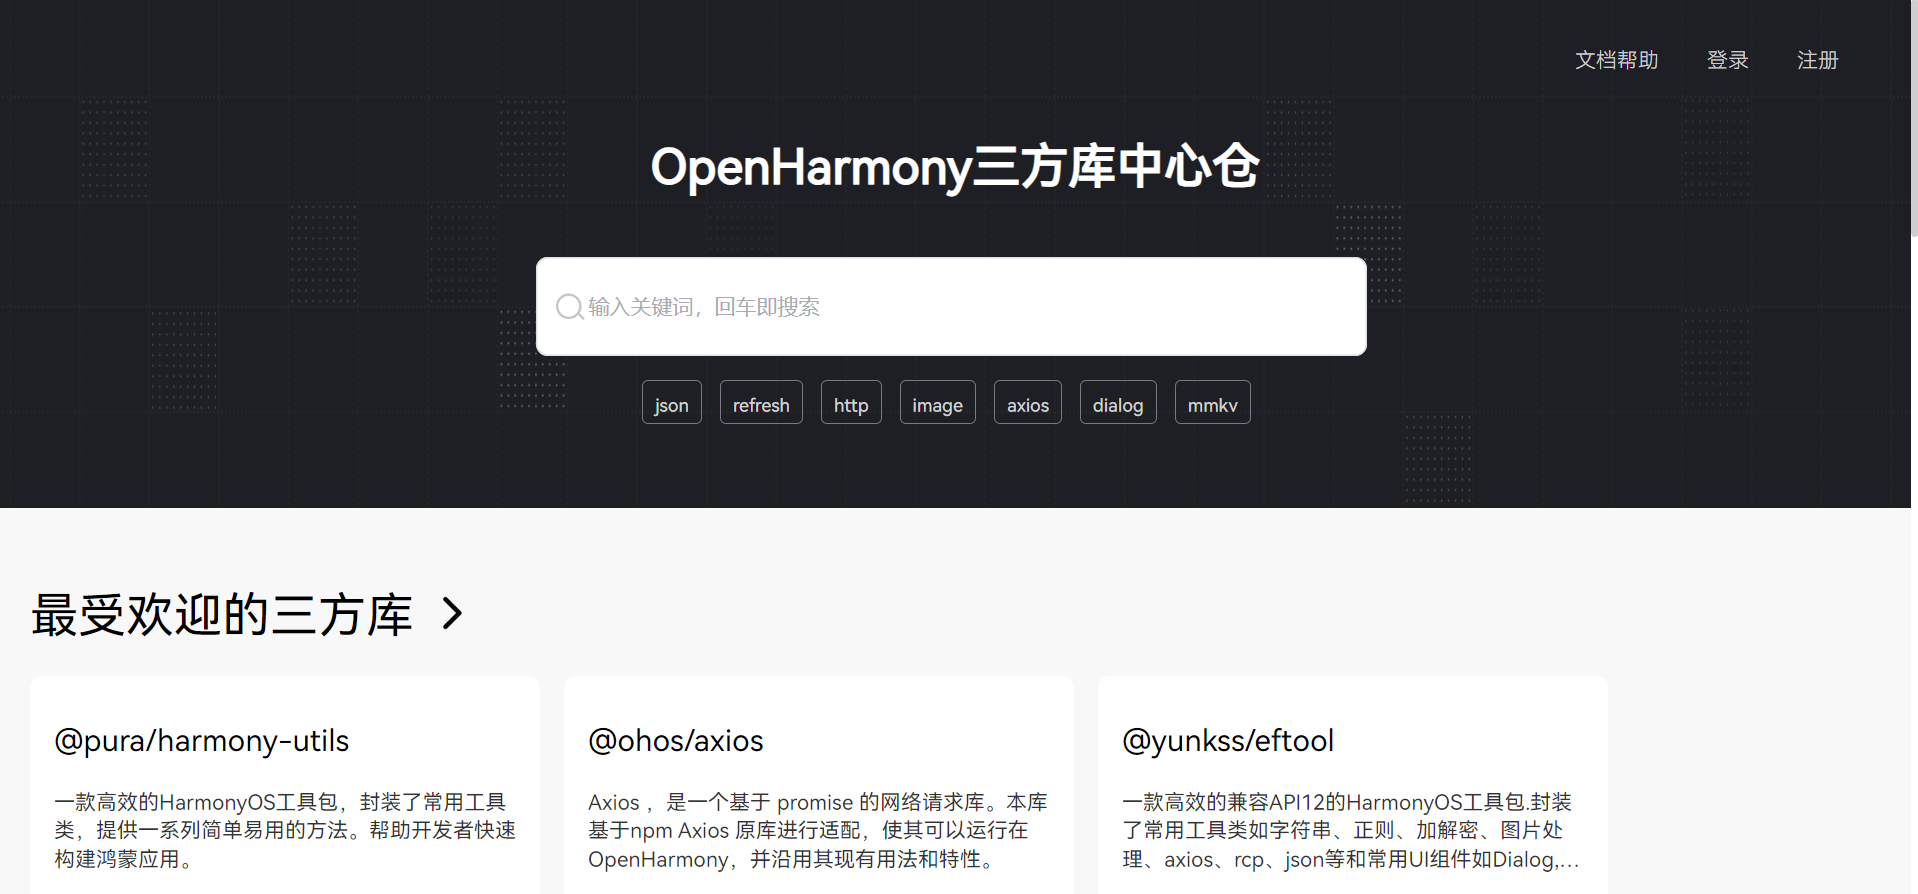 文档帮助 登录 注册
OpenHarmony三方库中心仓
输入关键词，回车即搜索
json refresh http image axios dialog mmkv
最受欢迎的三方库
@pura/harmony-utils
一款高效的HarmonyOS工具包，封装了常用工具
类，提供一系列简单易用的方法。帮助开发者快速
构建鸿蒙应用。
@ohos/axios
Axios ，是一个基于 promise 的网络请求库。本库
基于npm Axios 原库进行适配，使其可以运行在
OpenHarmony，并沿用其现有用法和特性。
@yunkss/eftool
一款高效的兼容API12的HarmonyOS工具包.封装
了常用工具类如字符串、正则、加解密、图片处
理、axios、rcp、json等和常用UI组件如Dialog,...